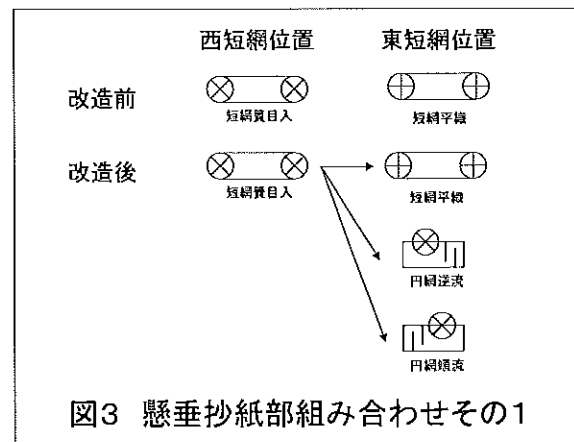 西短網位置 東短網位置
改造前
短網簀目入 短網平織
改造後
短網簀目入 短網平織
円網逆流
円網順流
図3 懸垂抄紙部組み合わせその1